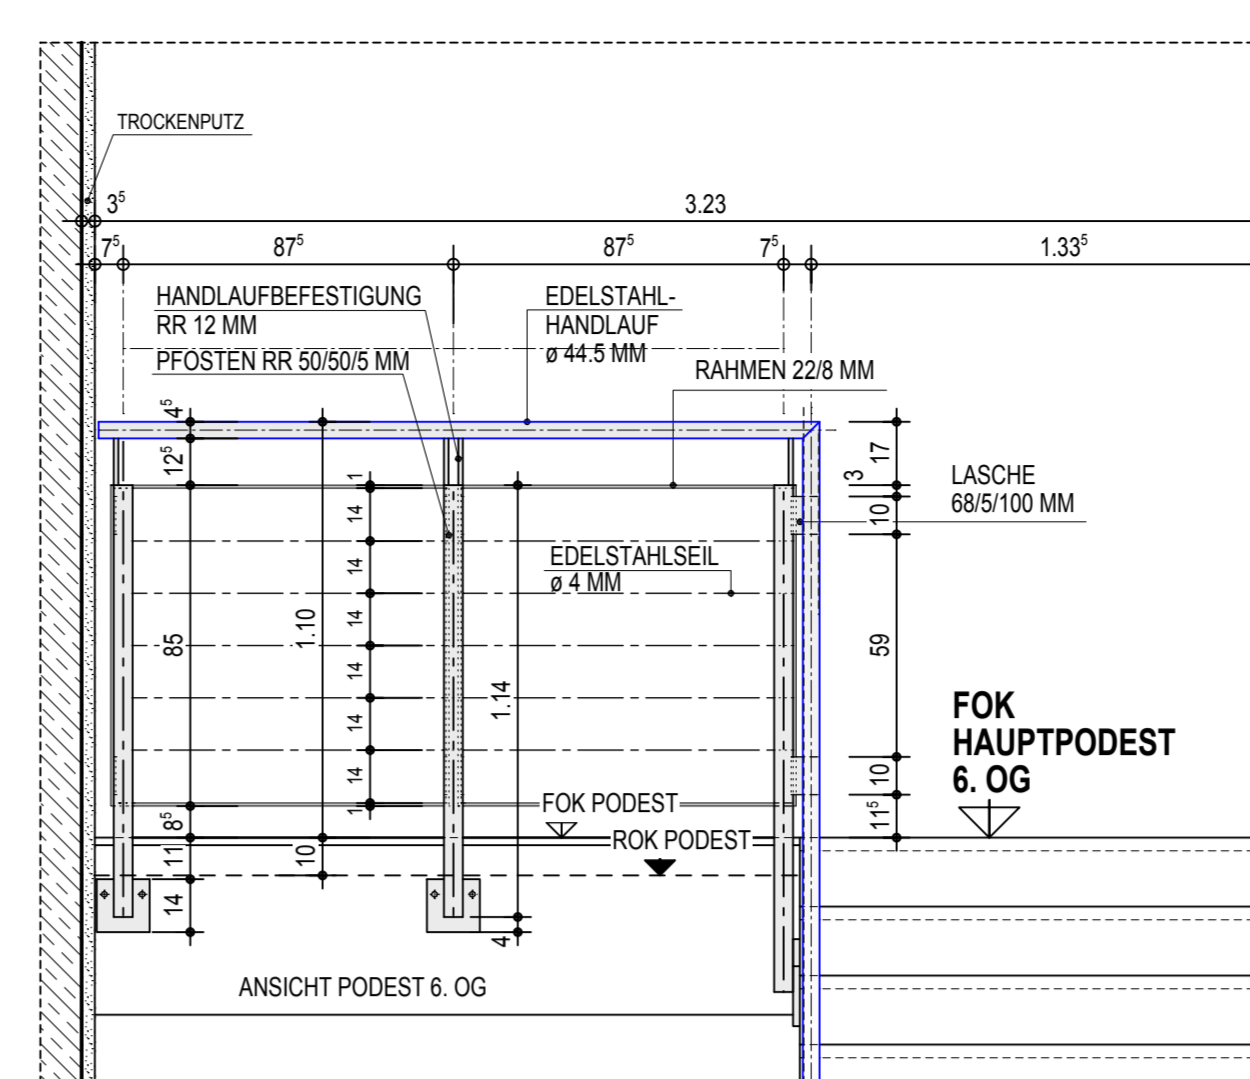 TROCKENPUTZ
3⁵
3.23
7⁵
87⁵
87⁵
7⁵
1.33⁵
HANDLAUFBEFESTIGUNG
RR 12 MM
PFOSTEN RR 50/50/5 MM
EDELSTAHL-
HANDLAUF
ø 44.5 MM
RAHMEN 22/8 MM
4⁵
12⁵
85
8⁵
11
14
1.10
10
1
14
14
14
14
14
14
1
1.14
4
EDELSTAHLSEIL
ø 4 MM
17
3
10
59
10
11⁵
LASCHE
68/5/100 MM
FOK
HAUPTPODEST
6. OG
FOK PODEST
ROK PODEST
ANSICHT PODEST 6. OG